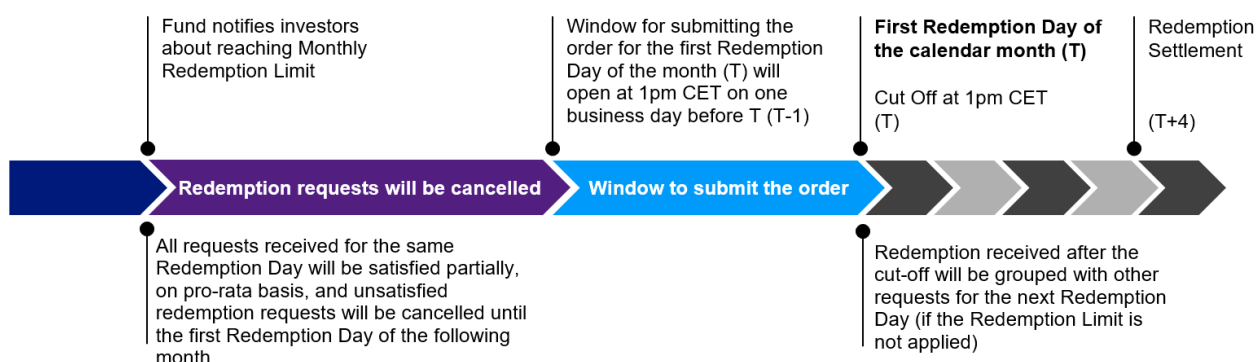 Fund notifies investors
about reaching Monthly
Redemption Limit
Window for submitting the
order for the first Redemption
Day of the month (T) will
open at 1pm CET on one
business day before T (T-1)
First Redemption Day of
the calendar month (T)
Cut Off at 1pm CET
(T)
Redemption
Settlement
(T+4)
Redemption requests will be cancelled
Window to submit the order
All requests received for the same
Redemption Day will be satisfied partially,
on pro-rata basis, and unsatisfied
redemption requests will be cancelled until
the first Redemption Day of the following
month
Redemption received after the
cut-off will be grouped with other
requests for the next Redemption
Day (if the Redemption Limit is
not applied)